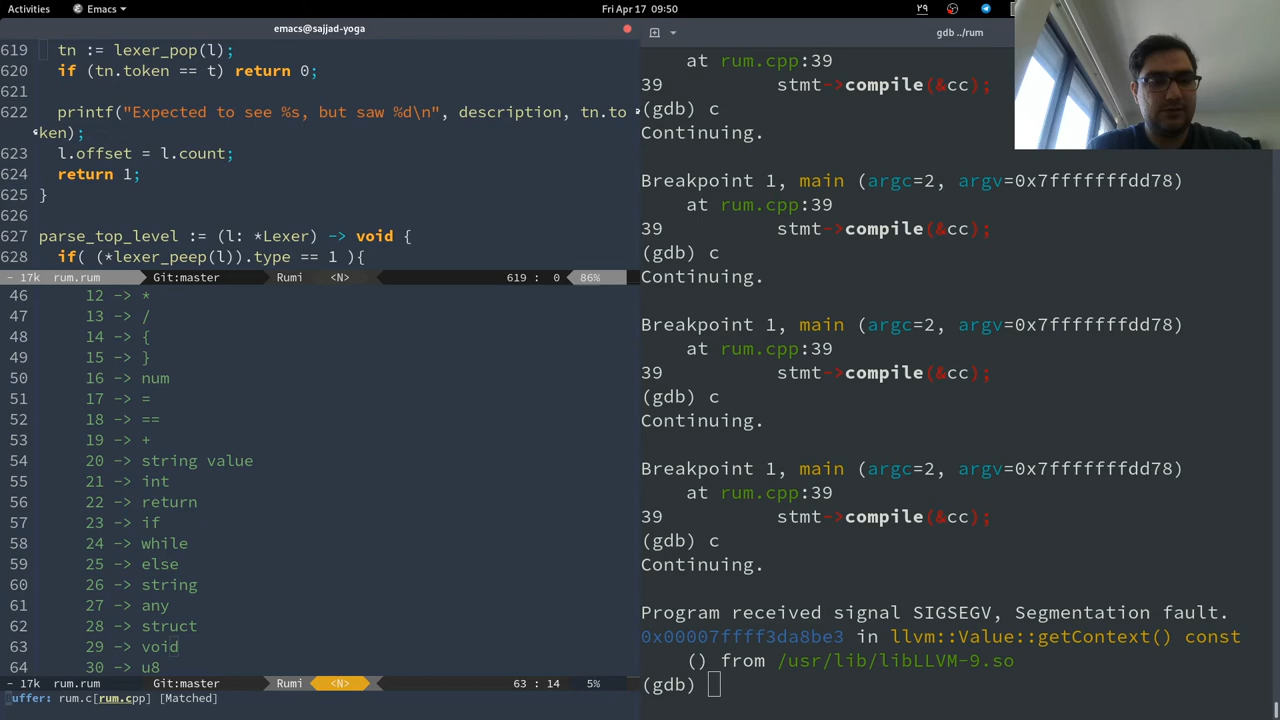 Activities Emacs Fri Apr 17 09:50 ۲۹
emacs@sajjad-yoga
619 tn := lexer_pop(l);
620 if (tn.token == t) return 0;
621
622 printf("Expected to see %s, but saw %d\n", description, tn.to
ken);
623 l.offset = l.count;
624 return 1;
625 }
626
627 parse_top_level := (l: *Lexer) -> void {
628 if( (*lexer_peep(l)).type == 1 ){
- 17k rum.rum Git:master Rumi <N> 619 : 0 86%
46 12 -> *
47 13 -> /
48 14 -> {
49 15 -> }
50 16 -> num
51 17 -> =
52 18 -> ==
53 19 -> +
54 20 -> string value
55 21 -> int
56 22 -> return
57 23 -> if
58 24 -> while
59 25 -> else
60 26 -> string
61 27 -> any
62 28 -> struct
63 29 -> void
64 30 -> u8
- 17k rum.rum Git:master Rumi <N> 63 : 14 5%
uffer: rum.c[rum.cpp] [Matched]
gdb ../rum
at rum.cpp:39
39 stmt->compile(&cc);
(gdb) c
Continuing.

Breakpoint 1, main (argc=2, argv=0x7fffffffdd78)
at rum.cpp:39
39 stmt->compile(&cc);
(gdb) c
Continuing.

Breakpoint 1, main (argc=2, argv=0x7fffffffdd78)
at rum.cpp:39
39 stmt->compile(&cc);
(gdb) c
Continuing.

Breakpoint 1, main (argc=2, argv=0x7fffffffdd78)
at rum.cpp:39
39 stmt->compile(&cc);
(gdb) c
Continuing.

Program received signal SIGSEGV, Segmentation fault.
0x00007ffff3da8be3 in llvm::Value::getContext() const
() from /usr/lib/libLLVM-9.so
(gdb)